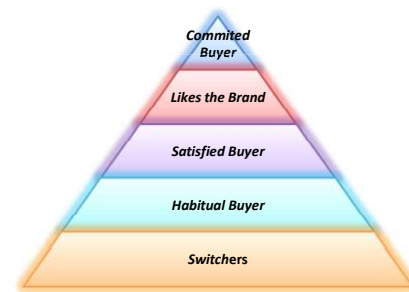 Commited
Buyer
Likes the Brand
Satisfied Buyer
Habitual Buyer
Switchers